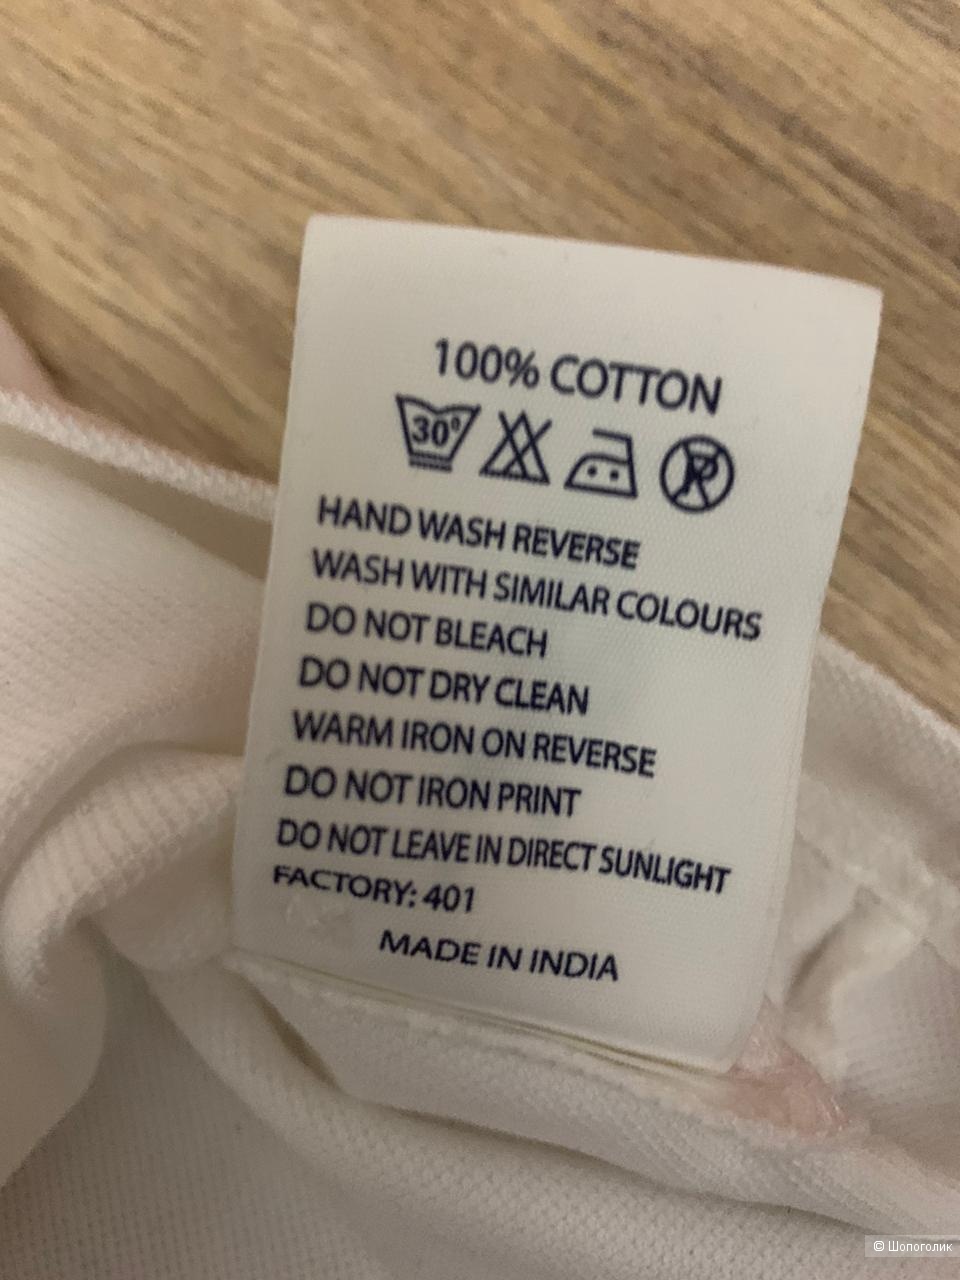 100% COTTON
30°
HAND WASH REVERSE
WASH WITH SIMILAR COLOURS
DO NOT BLEACH
DO NOT DRY CLEAN
WARM IRON ON REVERSE
DO NOT IRON PRINT
DO NOT LEAVE IN DIRECT SUNLIGHT
FACTORY: 401
MADE IN INDIA
© Шопоголик